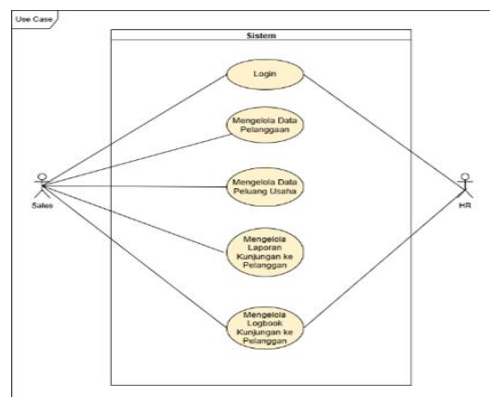 Use Case
Sistem
Login
Mengelola Data
Pelanggaan
Mengelola Data
Peluang Usaha
Sales
HR
Mengelola
Laporan
Kunjungan ke
Pelanggan
Mengelola
Logbook
Kunjungan ke
Pelanggan